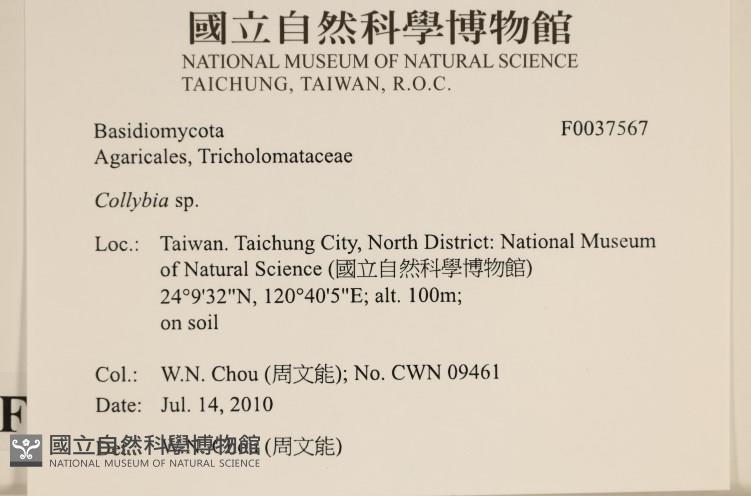 國立自然科學博物館
NATIONAL MUSEUM OF NATURAL SCIENCE
TAICHUNG, TAIWAN, R.O.C.
Basidiomycota F0037567
Agaricales, Tricholomataceae
Collybia sp.
Loc.: Taiwan. Taichung City, North District: National Museum
of Natural Science (國立自然科學博物館)
24°9'32"N, 120°40'5"E; alt. 100m;
on soil
Col.: W.N. Chou (周文能); No. CWN 09461
Date: Jul. 14, 2010
Det.: W.N. Chou (周文能)
F
國立自然科學博物館
NATIONAL MUSEUM OF NATURAL SCIENCE